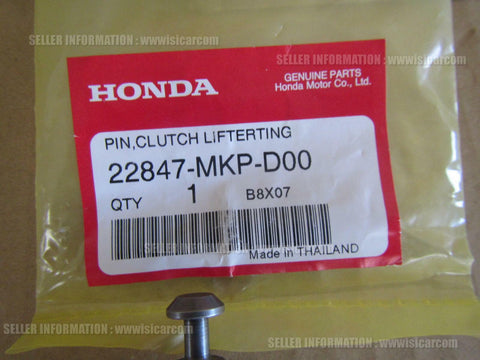 SELLER INFORMATION : wwwisicarcom
HONDA
GENUINE PARTS
Honda Motor Co., Ltd.
PIN,CLUTCH LIFTERTING
22847-MKP-D00
QTY 1 B8X07
SELLER INFORMATION : wwwisicarcom
Made in THAILAND
SELLER INFORMATION : wwwisicarcom
SELLER INFORMATION : wwwisicarcom